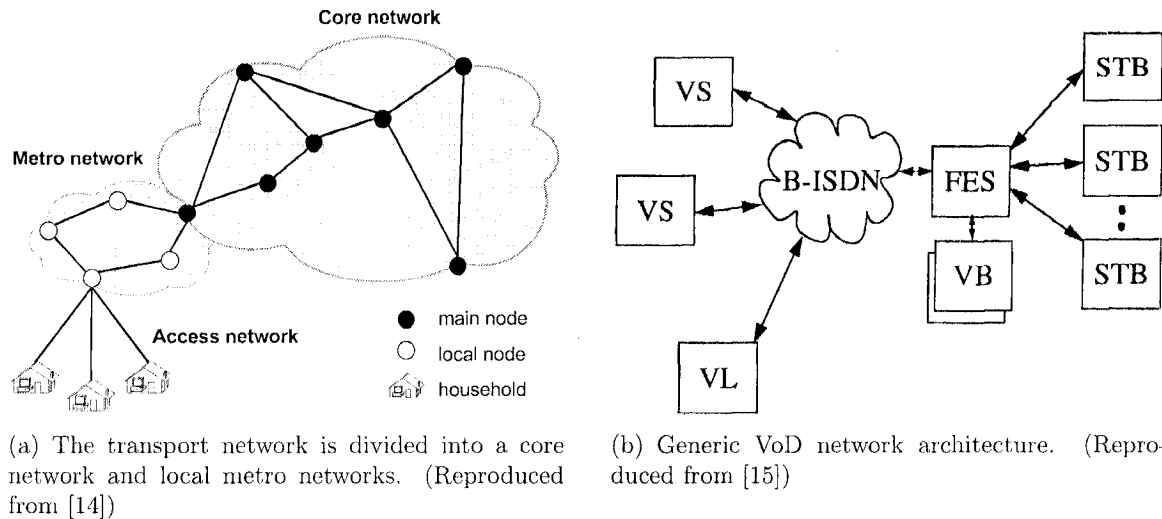 Core network
Metro network
Access network
main node
local node
household
VS
VS
VL
B-ISDN
FES
VB
STB
STB
STB
(a) The transport network is divided into a core
network and local metro networks. (Reproduced
from [14])
(b) Generic VoD network architecture. (Repro-
duced from [15])